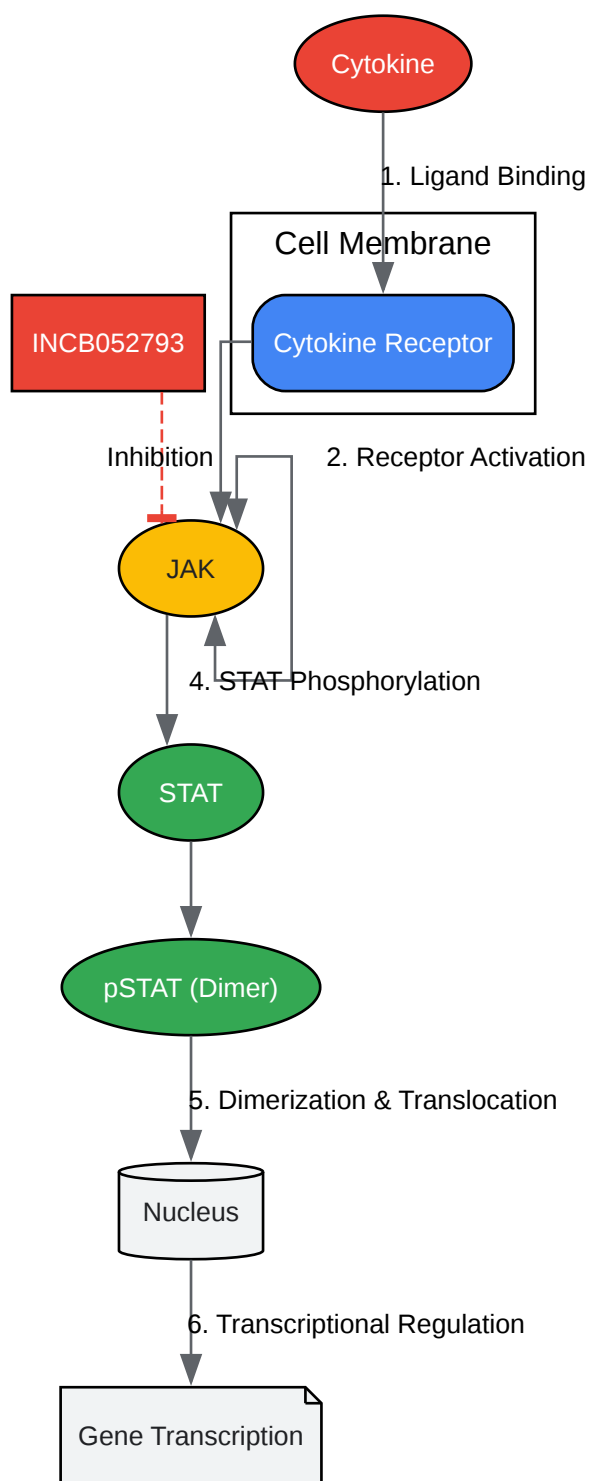 Cytokine
1. Ligand Binding
Cell Membrane
INCB052793
Cytokine Receptor
Inhibition
2. Receptor Activation
JAK
4. STAT Phosphorylation
STAT
pSTAT (Dimer)
5. Dimerization & Translocation
Nucleus
6. Transcriptional Regulation
Gene Transcription